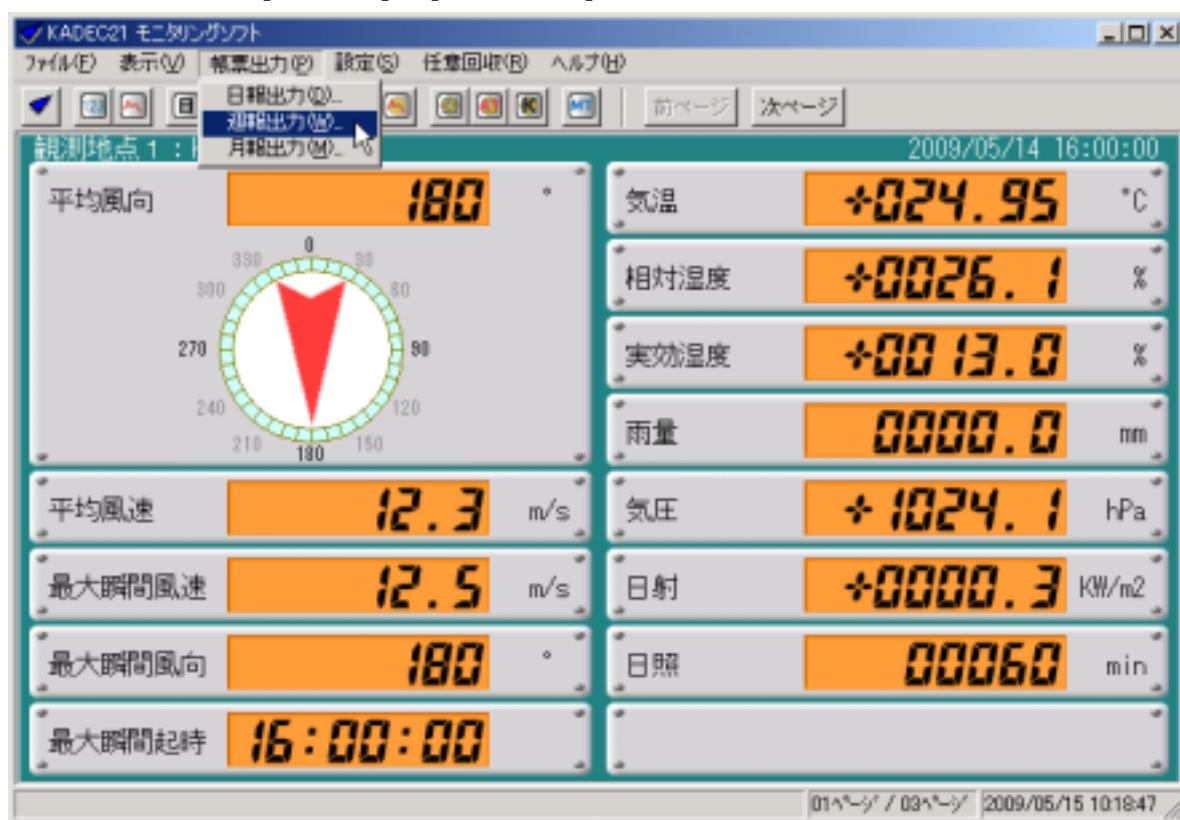 KADEC21 モニタリングソフト
ファイル(F) 表示(V) 帳票出力(P) 設定(S) 任意回収(R) ヘルプ(H)
日報出力(D)...
週報出力(W)...
月報出力(M)...
日
MT
前ページ 次ページ
観測地点 1 :
2009/05/14 16:00:00
平均風向 180 °
0
30
60
90
120
150
180
210
240
270
300
330
平均風速 12.3 m/s
最大瞬間風速 12.5 m/s
最大瞬間風向 180 °
最大瞬間起時 16:00:00
気温 +024.95 °C
相対湿度 +0026.1 %
実効湿度 +0013.0 %
雨量 0000.0 mm
気圧 +1024.1 hPa
日射 +0000.3 KW/m2
日照 00060 min
01ページ / 03ページ 2009/05/15 10:18:47